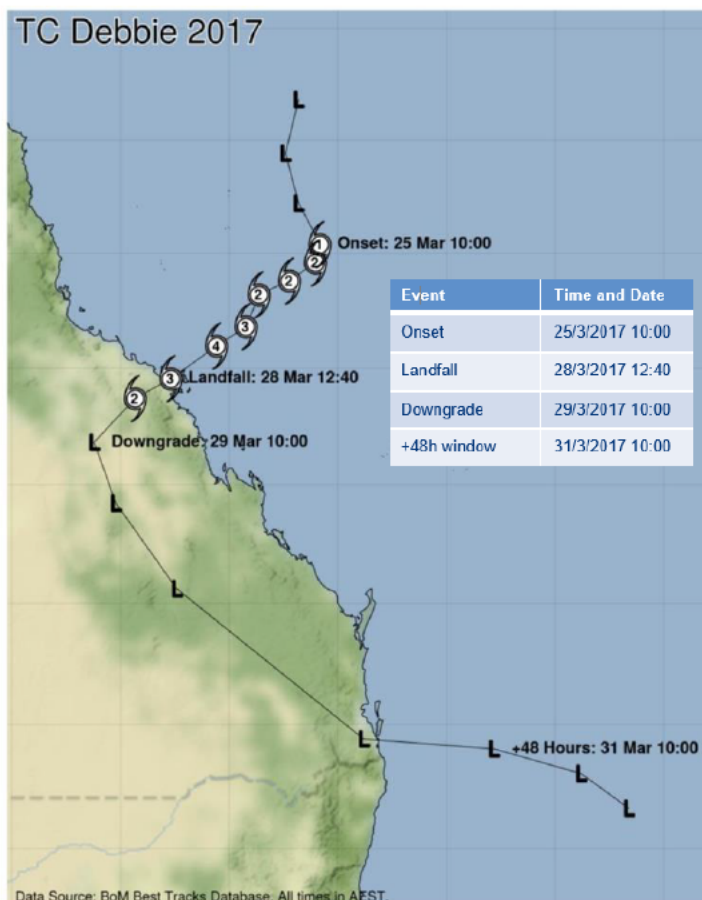 TC Debbie 2017
L
L
L
1 Onset: 25 Mar 10:00
2
2
2
3
4
3 Landfall: 28 Mar 12:40
2
L Downgrade: 29 Mar 10:00
L
L
L
L +48 Hours: 31 Mar 10:00
L
L
Event Time and Date
Onset 25/3/2017 10:00
Landfall 28/3/2017 12:40
Downgrade 29/3/2017 10:00
+48h window 31/3/2017 10:00
Data Source: BoM Best Tracks Database. All times in AEST.